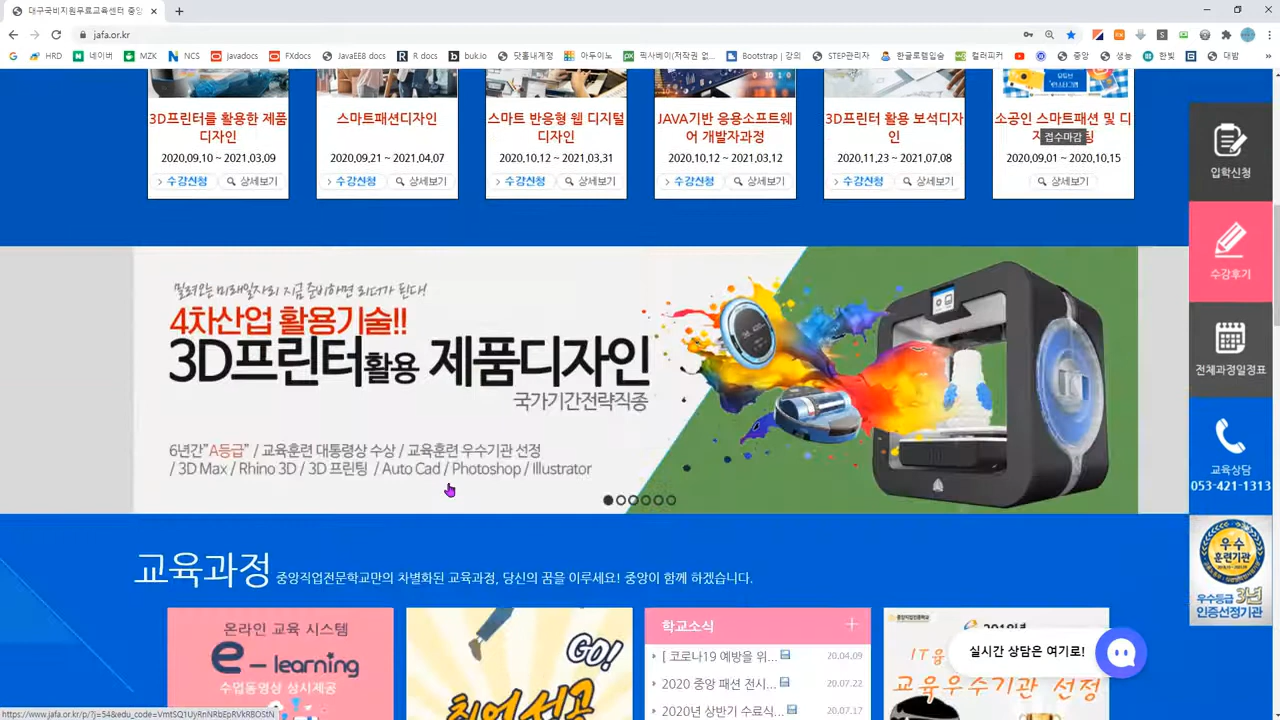 대구국비지원무료교육센터 중앙
jafa.or.kr
HRD
네이버
MZK
NCS
javadocs
FXdocs
JavaEE8 docs
R docs
buk.io
닷홈내계정
아두이노
픽사베이(저작권 없...
Bootstrap | 강의
STEP관리자
한글로렘입숨
컬러피커
중앙
성능
한빛
대밤
3D프린터를 활용한 제품
디자인
2020.09.10 ~ 2021.03.09
수강신청
상세보기
스마트패션디자인
2020.09.21 ~ 2021.04.07
수강신청
상세보기
스마트 반응형 웹 디지털
디자인
2020.10.12 ~ 2021.03.31
수강신청
상세보기
JAVA기반 응용소프트웨
어 개발자과정
2020.10.12 ~ 2021.03.12
수강신청
상세보기
3D프린터 활용 보석디자
인
2020.11.23 ~ 2021.07.08
수강신청
상세보기
소공인 스마트패션 및 디
접수마감
2020.09.01 ~ 2020.10.15
상세보기
밀려오는 미래일자리 지금 준비하면 리더가 된다!
4차산업 활용기술!!
3D프린터활용 제품디자인
국가기간전략직종
6년간"A등급" / 교육훈련 대통령상 수상 / 교육훈련 우수기관 선정
/ 3D Max / Rhino 3D / 3D 프린팅 / Auto Cad / Photoshop / Illustrator
입학신청
수강후기
전체과정일정표
교육상담
053-421-1313
우수
훈련기관
우수등급 3년
인증선정기관
교육과정 중앙직업전문학교만의 차별화된 교육과정, 당신의 꿈을 이루세요! 중앙이 함께 하겠습니다.
온라인 교육 시스템
e - learning
수업동영상 상시제공
GO!
취업성공
학교소식
[ 코로나19 예방을 위... 20.04.09
2020 중앙 패션 전시... 20.07.22
2020년 상반기 수료식... 20.07.17
중앙직업전문학교
교육우수기관 선정
실시간 상담은 여기로!